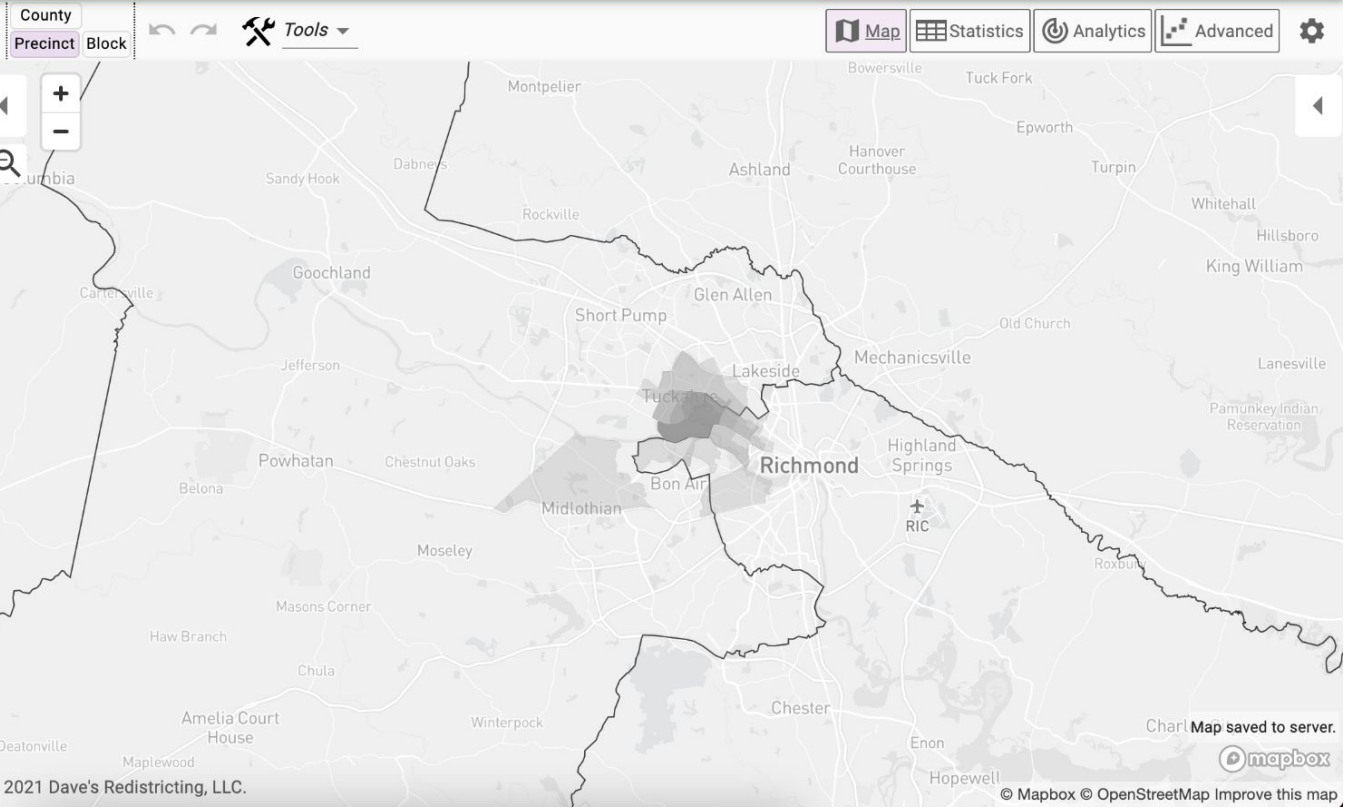 County
Precinct
Block
Tools
Map
Statistics
Analytics
Advanced
+
−
Bowersville
Tuck Fork
Montpelier
Epworth
Hanover
Courthouse
Dabneys
Ashland
Turpin
Sandy Hook
umbia
Whitehall
Rockville
Hillsboro
King William
Goochland
Cartersville
Glen Allen
Short Pump
Old Church
Mechanicsville
Jefferson
Lakeside
Lanesville
Pamunkey Indian
Reservation
Highland
Springs
Powhatan
Chestnut Oaks
Richmond
Belona
Bon Air
Midlothian
RIC
Moseley
Roxbury
Masons Corner
Haw Branch
Chula
Chester
Amelia Court
House
Winterpock
Map saved to server.
Deatonville
Enon
Maplewood
mapbox
Hopewell
2021 Dave's Redistricting, LLC.
© Mapbox © OpenStreetMap Improve this map